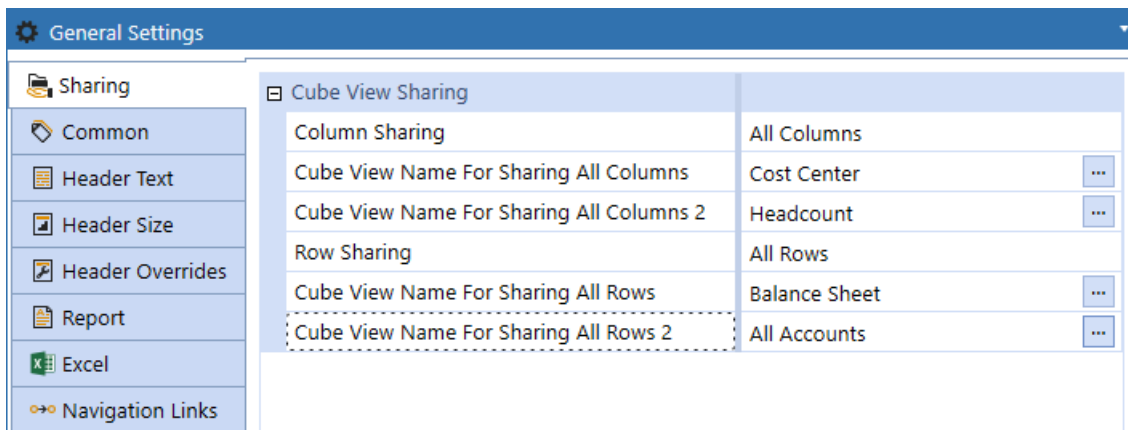 General Settings
Sharing
Common
Header Text
Header Size
Header Overrides
Report
Excel
Navigation Links
Cube View Sharing
Column Sharing All Columns
Cube View Name For Sharing All Columns Cost Center ...
Cube View Name For Sharing All Columns 2 Headcount ...
Row Sharing All Rows
Cube View Name For Sharing All Rows Balance Sheet ...
Cube View Name For Sharing All Rows 2 All Accounts ...